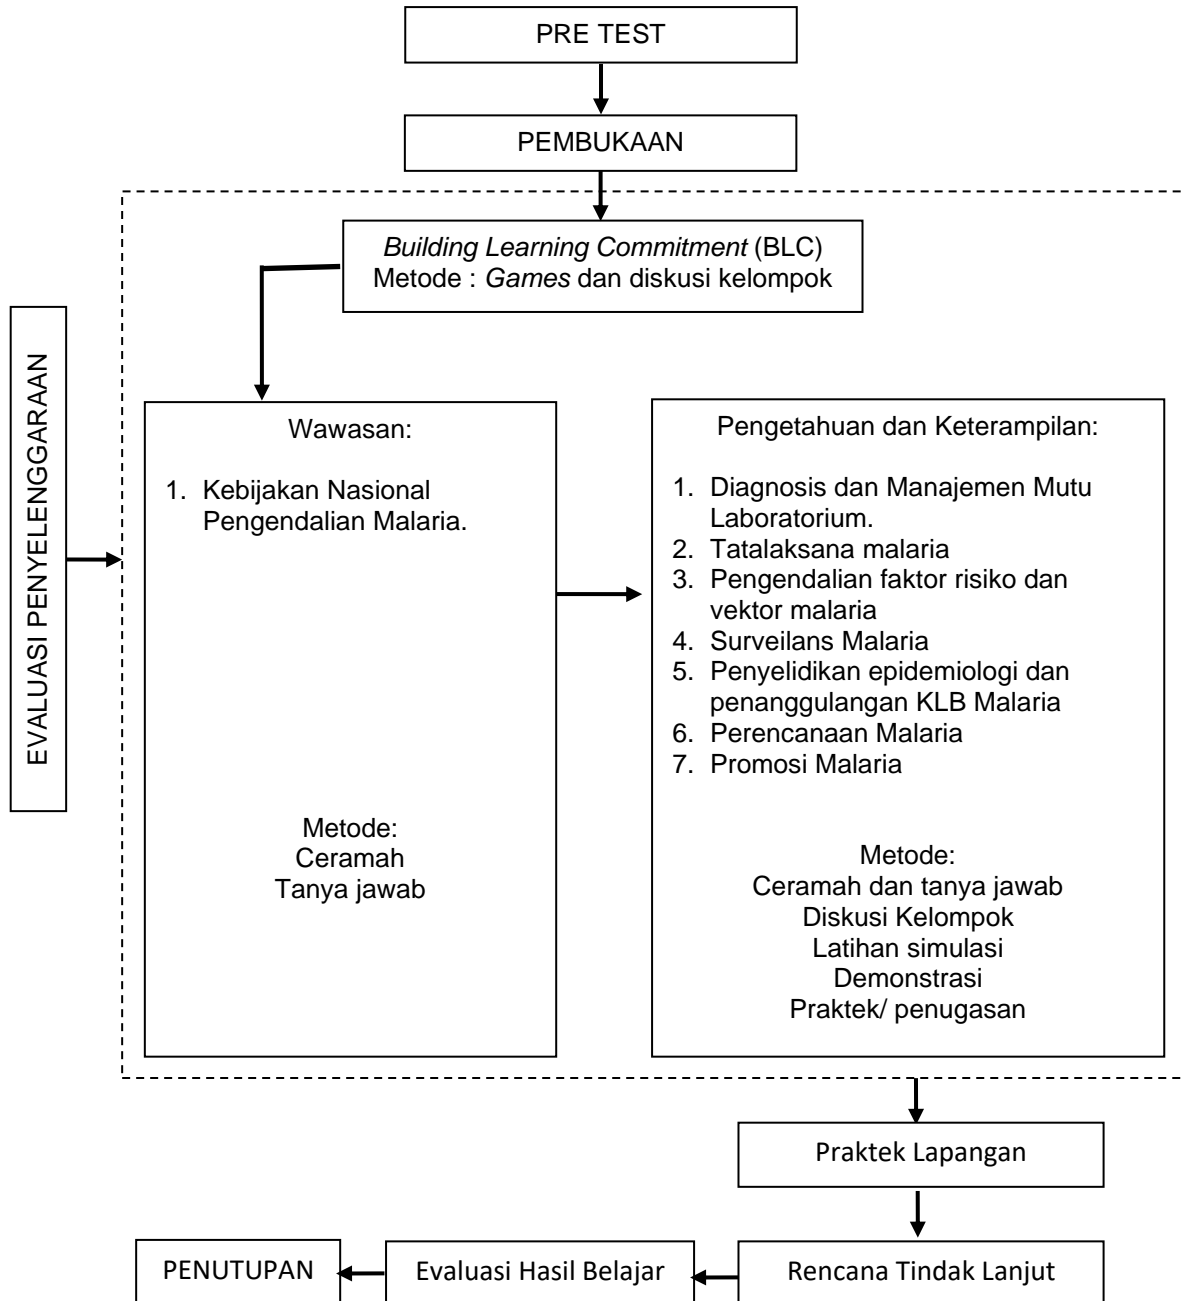 PRE TEST
PEMBUKAAN
Building Learning Commitment (BLC)
Metode : Games dan diskusi kelompok
EVALUASI PENYELENGGARAAN
Wawasan:
1. Kebijakan Nasional
Pengendalian Malaria.
Metode:
Ceramah
Tanya jawab
Pengetahuan dan Keterampilan:
1. Diagnosis dan Manajemen Mutu
Laboratorium.
2. Tatalaksana malaria
3. Pengendalian faktor risiko dan
vektor malaria
4. Surveilans Malaria
5. Penyelidikan epidemiologi dan
penanggulangan KLB Malaria
6. Perencanaan Malaria
7. Promosi Malaria
Metode:
Ceramah dan tanya jawab
Diskusi Kelompok
Latihan simulasi
Demonstrasi
Praktek/ penugasan
Praktek Lapangan
Rencana Tindak Lanjut
Evaluasi Hasil Belajar
PENUTUPAN